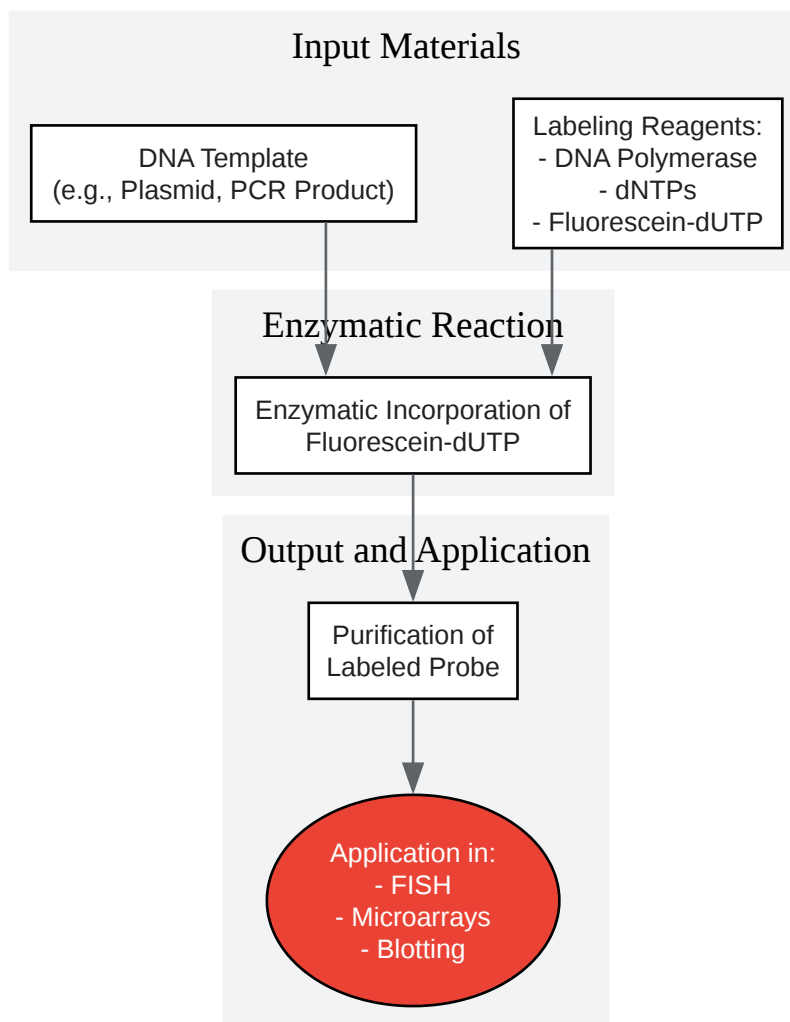 Input Materials
DNA Template
(e.g., Plasmid, PCR Product)
Labeling Reagents:
- DNA Polymerase
- dNTPs
- Fluorescein-dUTP
Enzymatic Reaction
Enzymatic Incorporation of
Fluorescein-dUTP
Output and Application
Purification of
Labeled Probe
Application in:
- FISH
- Microarrays
- Blotting